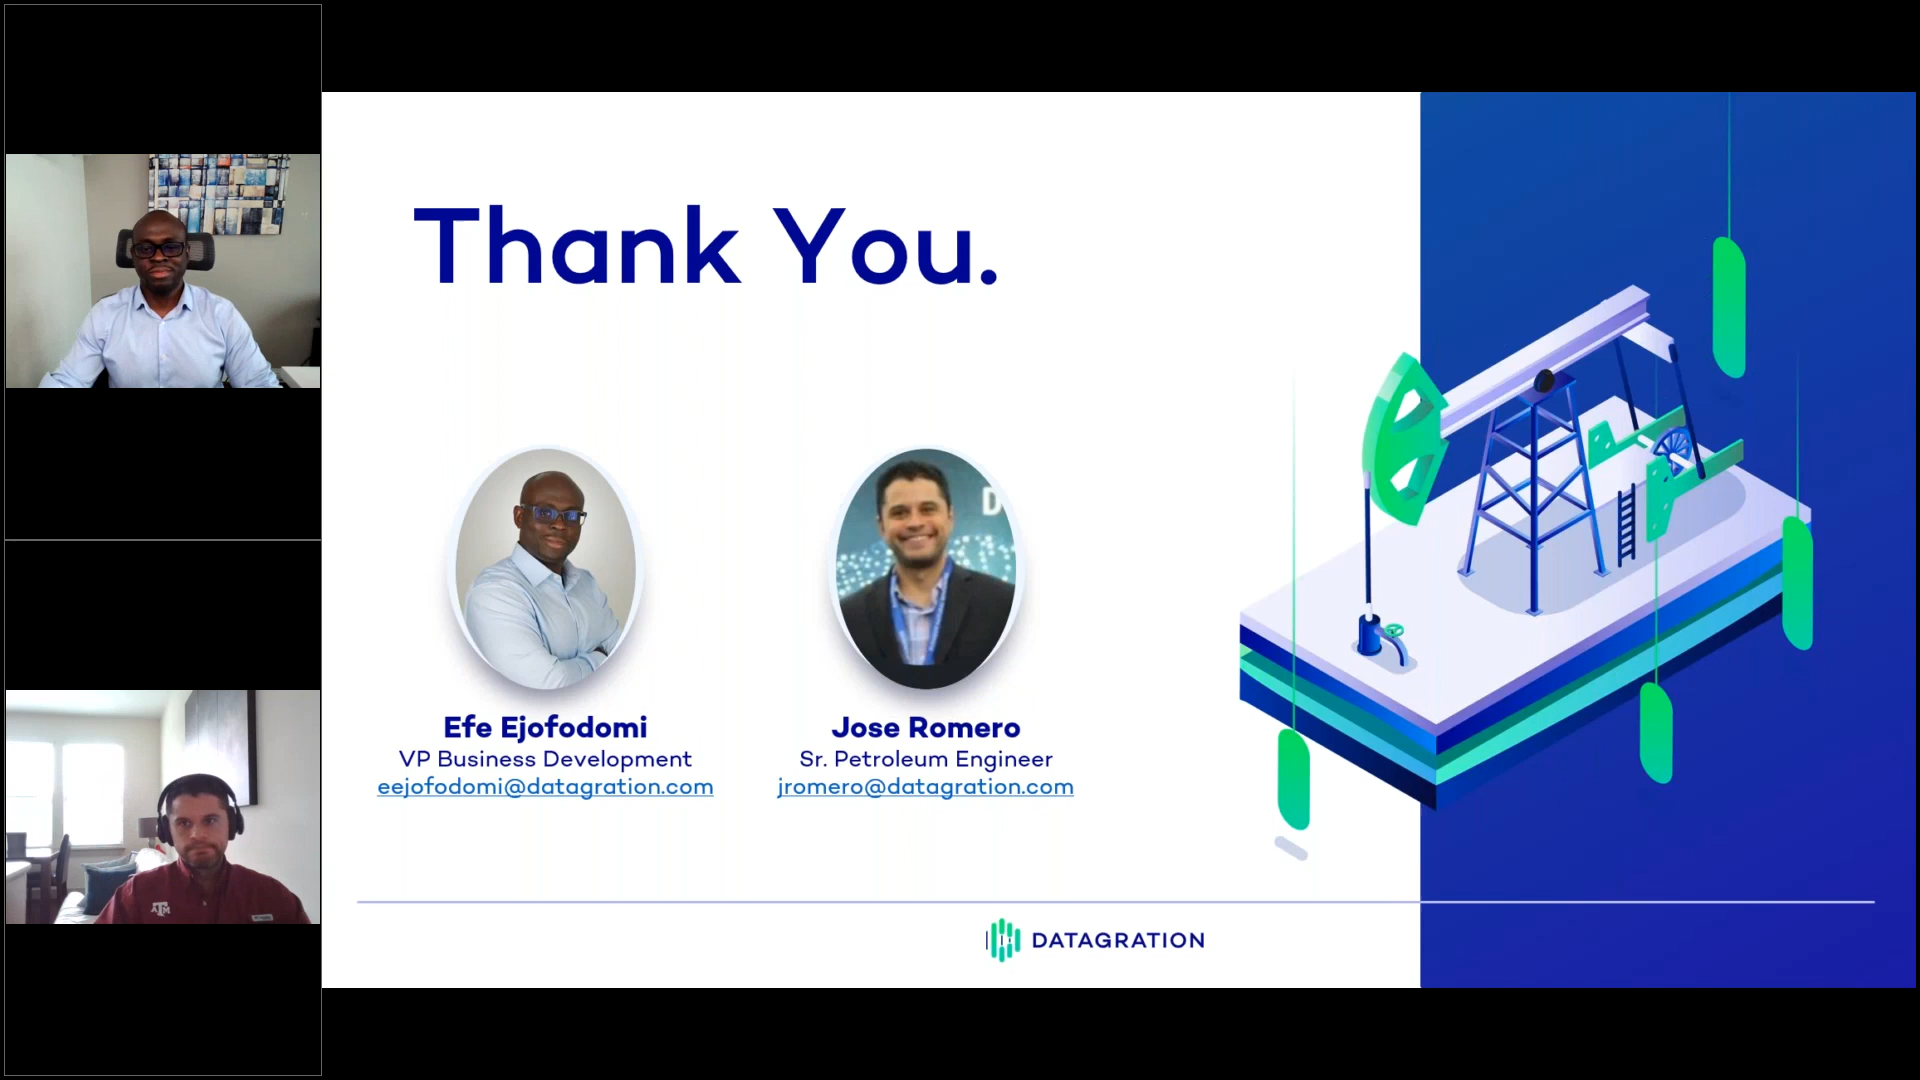 Thank You.
D
Efe Ejofodomi
VP Business Development
eejofodomi@datagration.com
Jose Romero
Sr. Petroleum Engineer
jromero@datagration.com
ATM
DATAGRATION